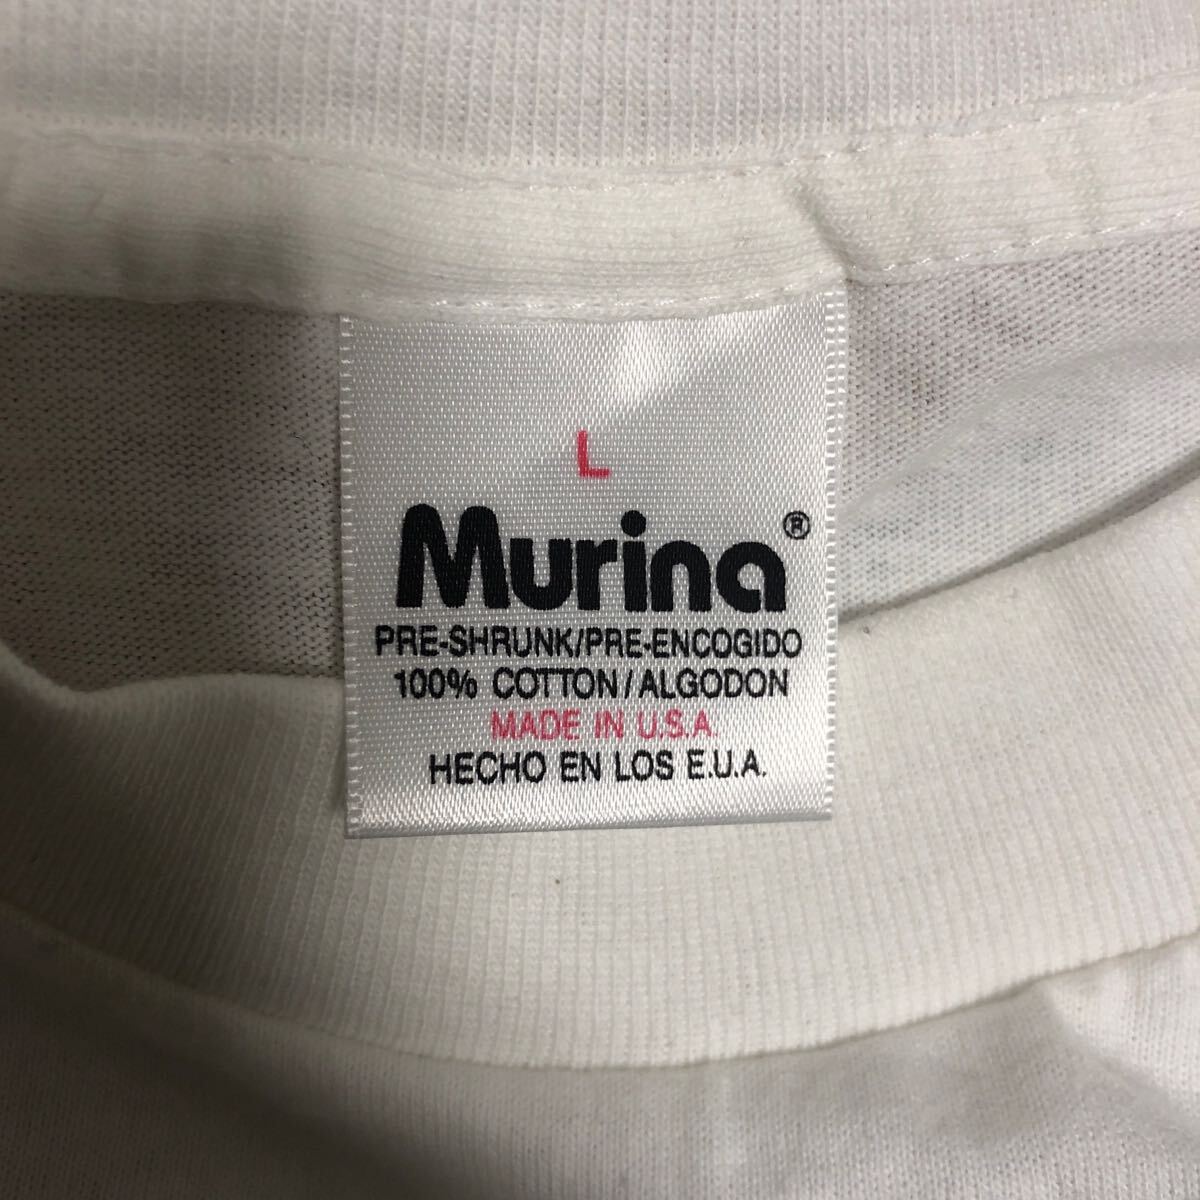 L
Murina®
PRE-SHRUNK/PRE-ENCOGIDO
100% COTTON/ALGODON
MADE IN U.S.A.
HECHO EN LOS E.U.A.